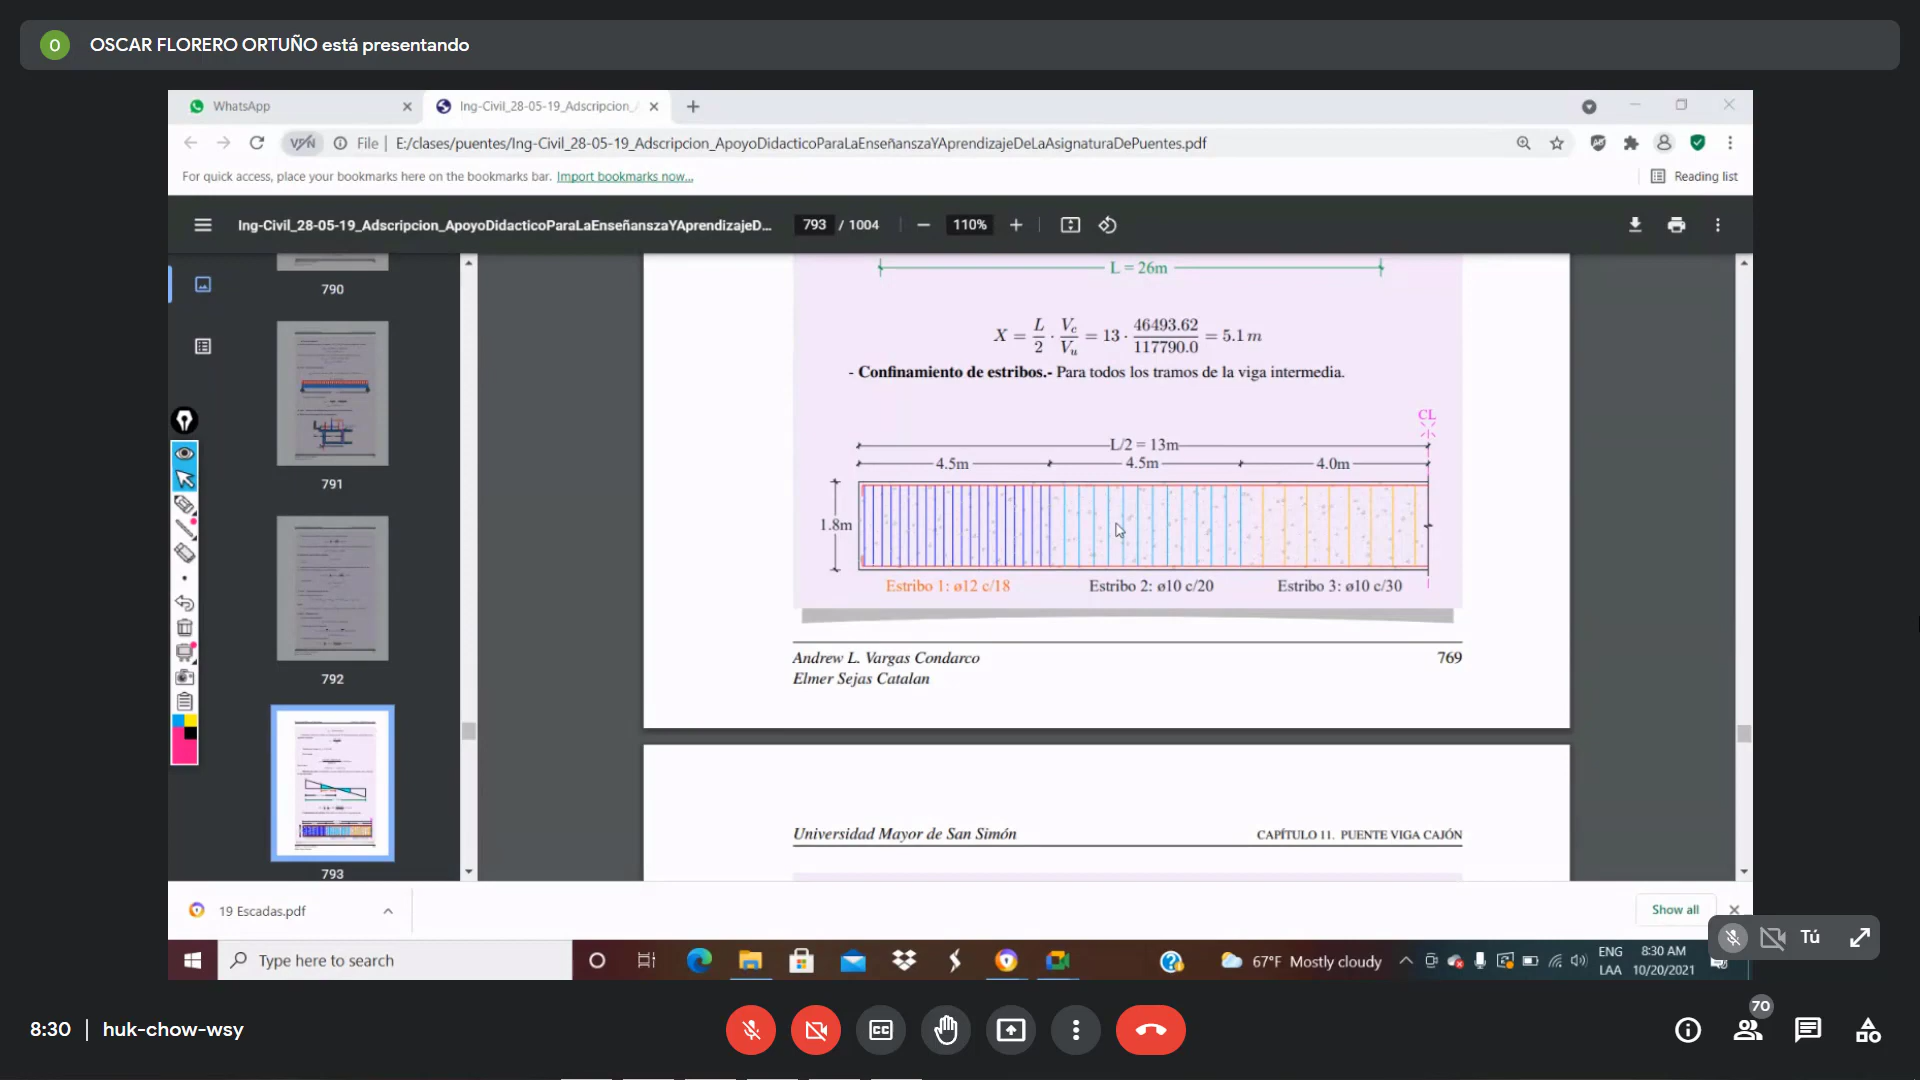 O OSCAR FLORERO ORTUÑO está presentando
WhatsApp
Ing-Civil_28-05-19_Adscripcion_A
VPN
File | E:/clases/puentes/Ing-Civil_28-05-19_Adscripcion_ApoyoDidacticoParaLaEnseñanszaYAprendizajeDeLaAsignaturaDePuentes.pdf
For quick access, place your bookmarks here on the bookmarks bar. Import bookmarks now...
Reading list
Ing-Civil_28-05-19_Adscripcion_ApoyoDidacticoParaLaEnseñanszaYAprendizajeD...
793 / 1004
110%
790
791
792
793
L = 26m
X = L/2 · Vc/Vu = 13 · 46493.62/117790.0 = 5.1 m
- Confinamiento de estribos.- Para todos los tramos de la viga intermedia.
CL
L/2 = 13m
4.5m 4.5m 4.0m
1.8m
Estribo 1: ø12 c/18 Estribo 2: ø10 c/20 Estribo 3: ø10 c/30
Andrew L. Vargas Condarco 769
Elmer Sejas Catalan
Universidad Mayor de San Simón CAPÍTULO 11. PUENTE VIGA CAJÓN
19 Escadas.pdf
Show all
Tú
Type here to search
67°F Mostly cloudy
ENG
LAA
8:30 AM
10/20/2021
8:30 | huk-chow-wsy
CC
70